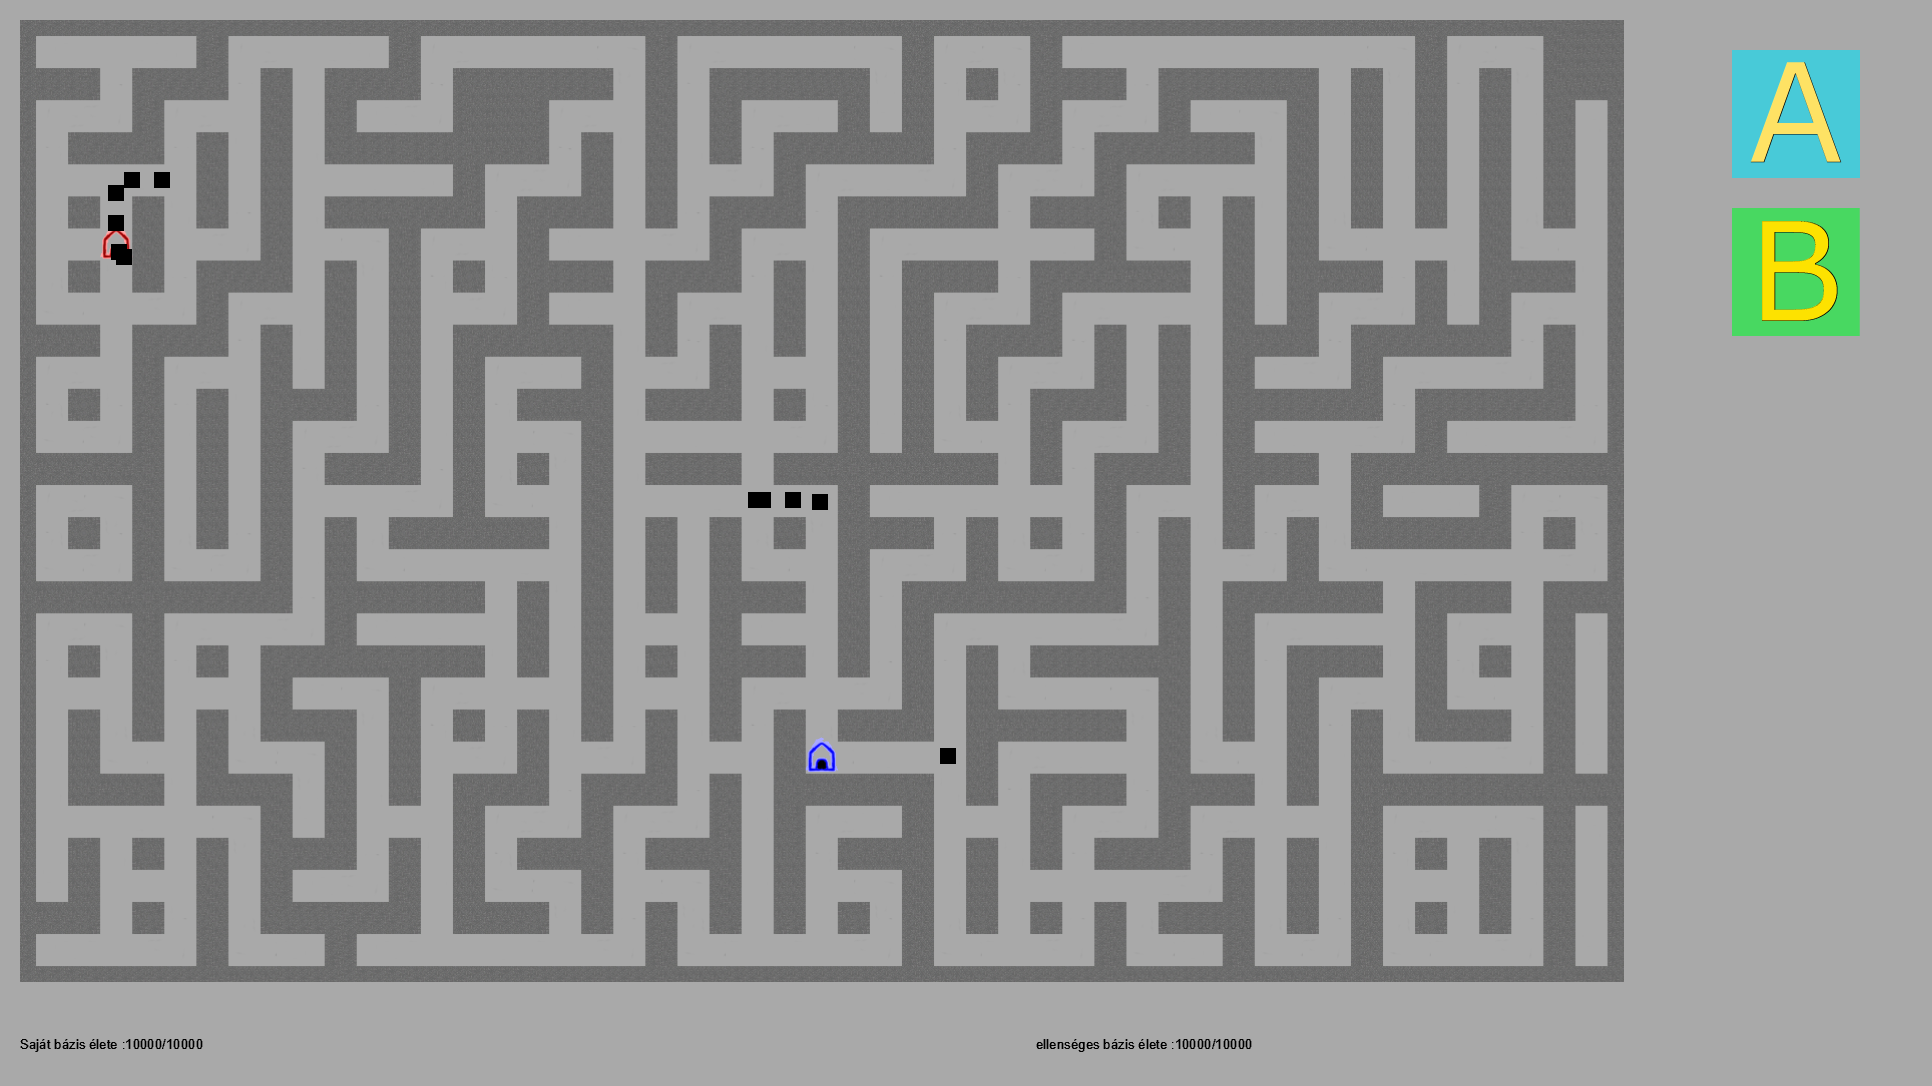 A
B
Saját bázis élete :10000/10000
ellenséges bázis élete :10000/10000